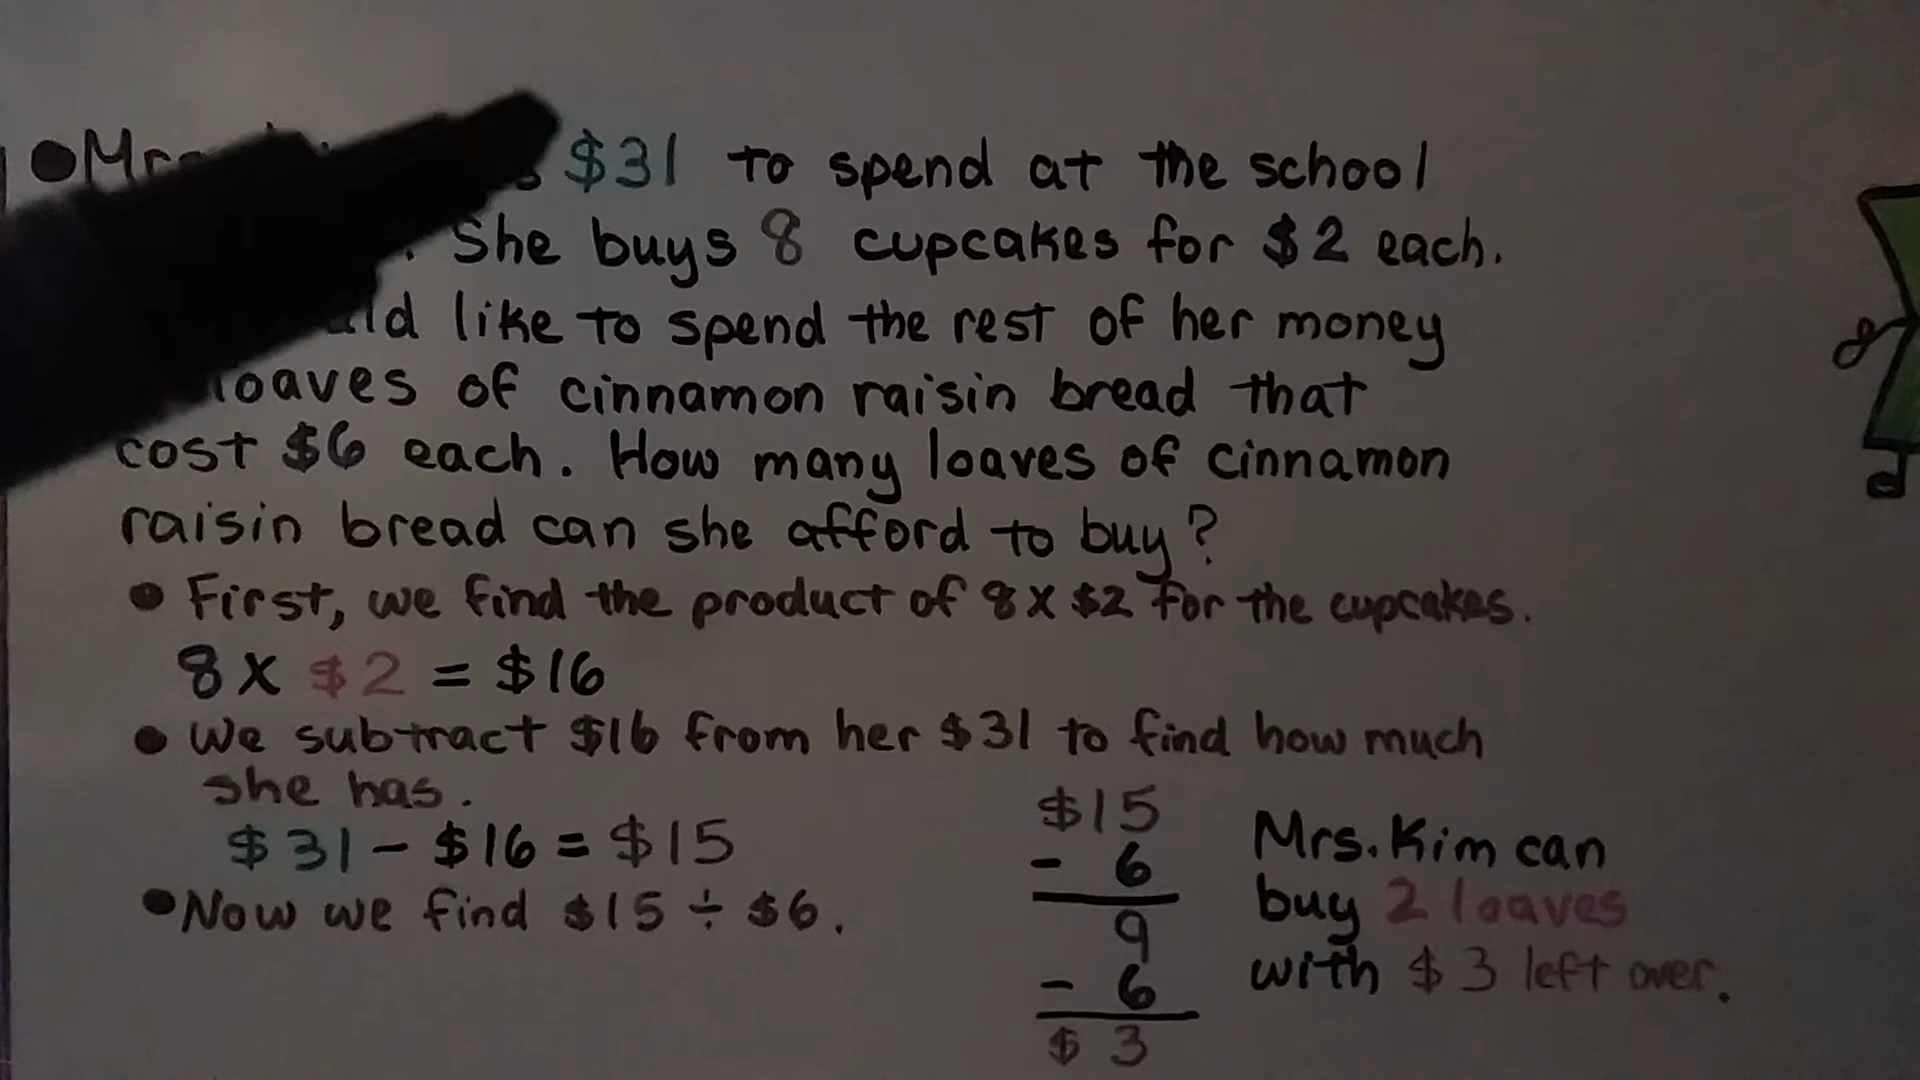 $31 to spend at the school
She buys 8 cupcakes for $2 each.
like to spend the rest of her money
loaves of cinnamon raisin bread that
cost $6 each. How many loaves of cinnamon
raisin bread can she afford to buy?
• First, we find the product of 8 x $2 for the cupcakes.
8 x $2 = $16
• We subtract $16 from her $31 to find how much
she has.
$31 - $16 = $15
• Now we find $15 ÷ $6.
$15
- 6
9
- 6
$ 3
Mrs. Kim can
buy 2 loaves
with $3 left over.